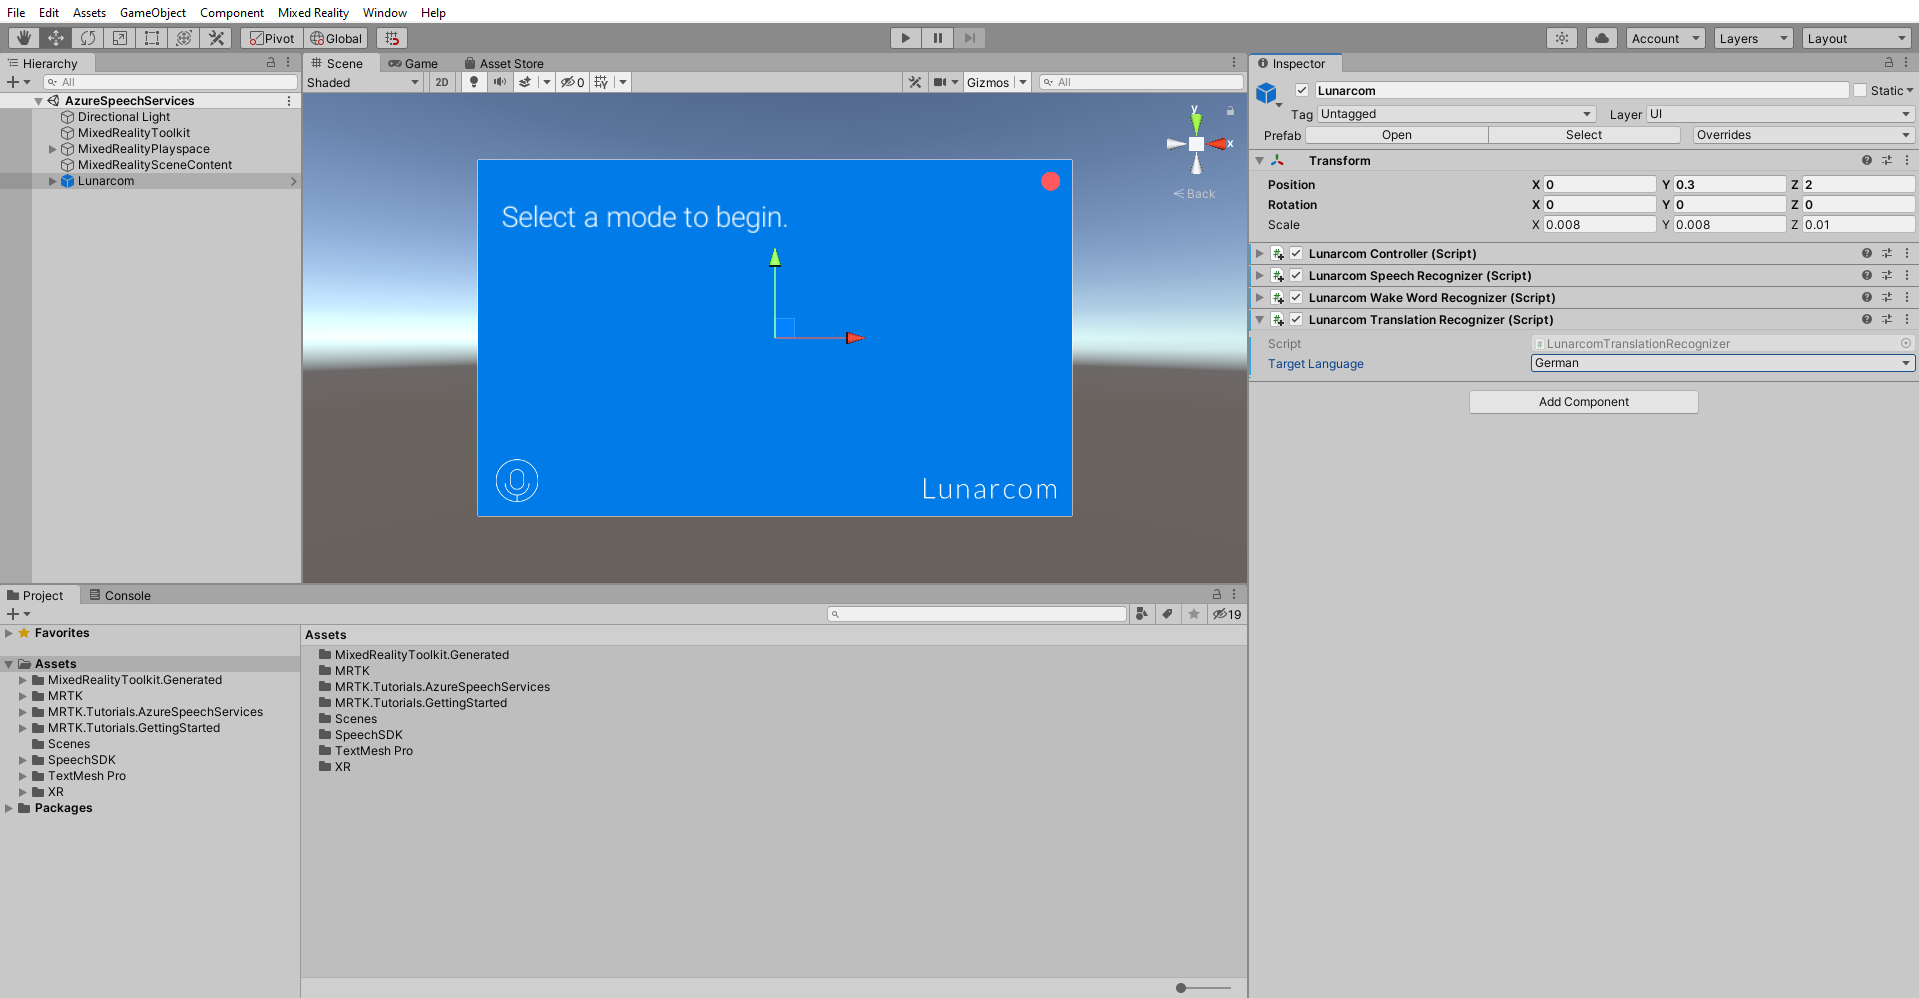 File Edit Assets GameObject Component Mixed Reality Window Help
Pivot Global Account Layers Layout
Hierarchy
All
AzureSpeechServices
Directional Light
MixedRealityToolkit
MixedRealityPlayspace
MixedRealitySceneContent
Lunarcom
Scene Game Asset Store
Shaded 2D 0 Gizmos All
y
x
Back
Select a mode to begin.
Lunarcom
Inspector
Lunarcom Static
Tag Untagged Layer UI
Prefab Open Select Overrides
Transform
Position X 0 Y 0.3 Z 2
Rotation X 0 Y 0 Z 0
Scale X 0.008 Y 0.008 Z 0.01
Lunarcom Controller (Script)
Lunarcom Speech Recognizer (Script)
Lunarcom Wake Word Recognizer (Script)
Lunarcom Translation Recognizer (Script)
Script LunarcomTranslationRecognizer
Target Language German
Add Component
Project Console
19
Favorites
Assets
MixedRealityToolkit.Generated
MRTK
MRTK.Tutorials.AzureSpeechServices
MRTK.Tutorials.GettingStarted
Scenes
SpeechSDK
TextMesh Pro
XR
Packages
Assets
MixedRealityToolkit.Generated
MRTK
MRTK.Tutorials.AzureSpeechServices
MRTK.Tutorials.GettingStarted
Scenes
SpeechSDK
TextMesh Pro
XR